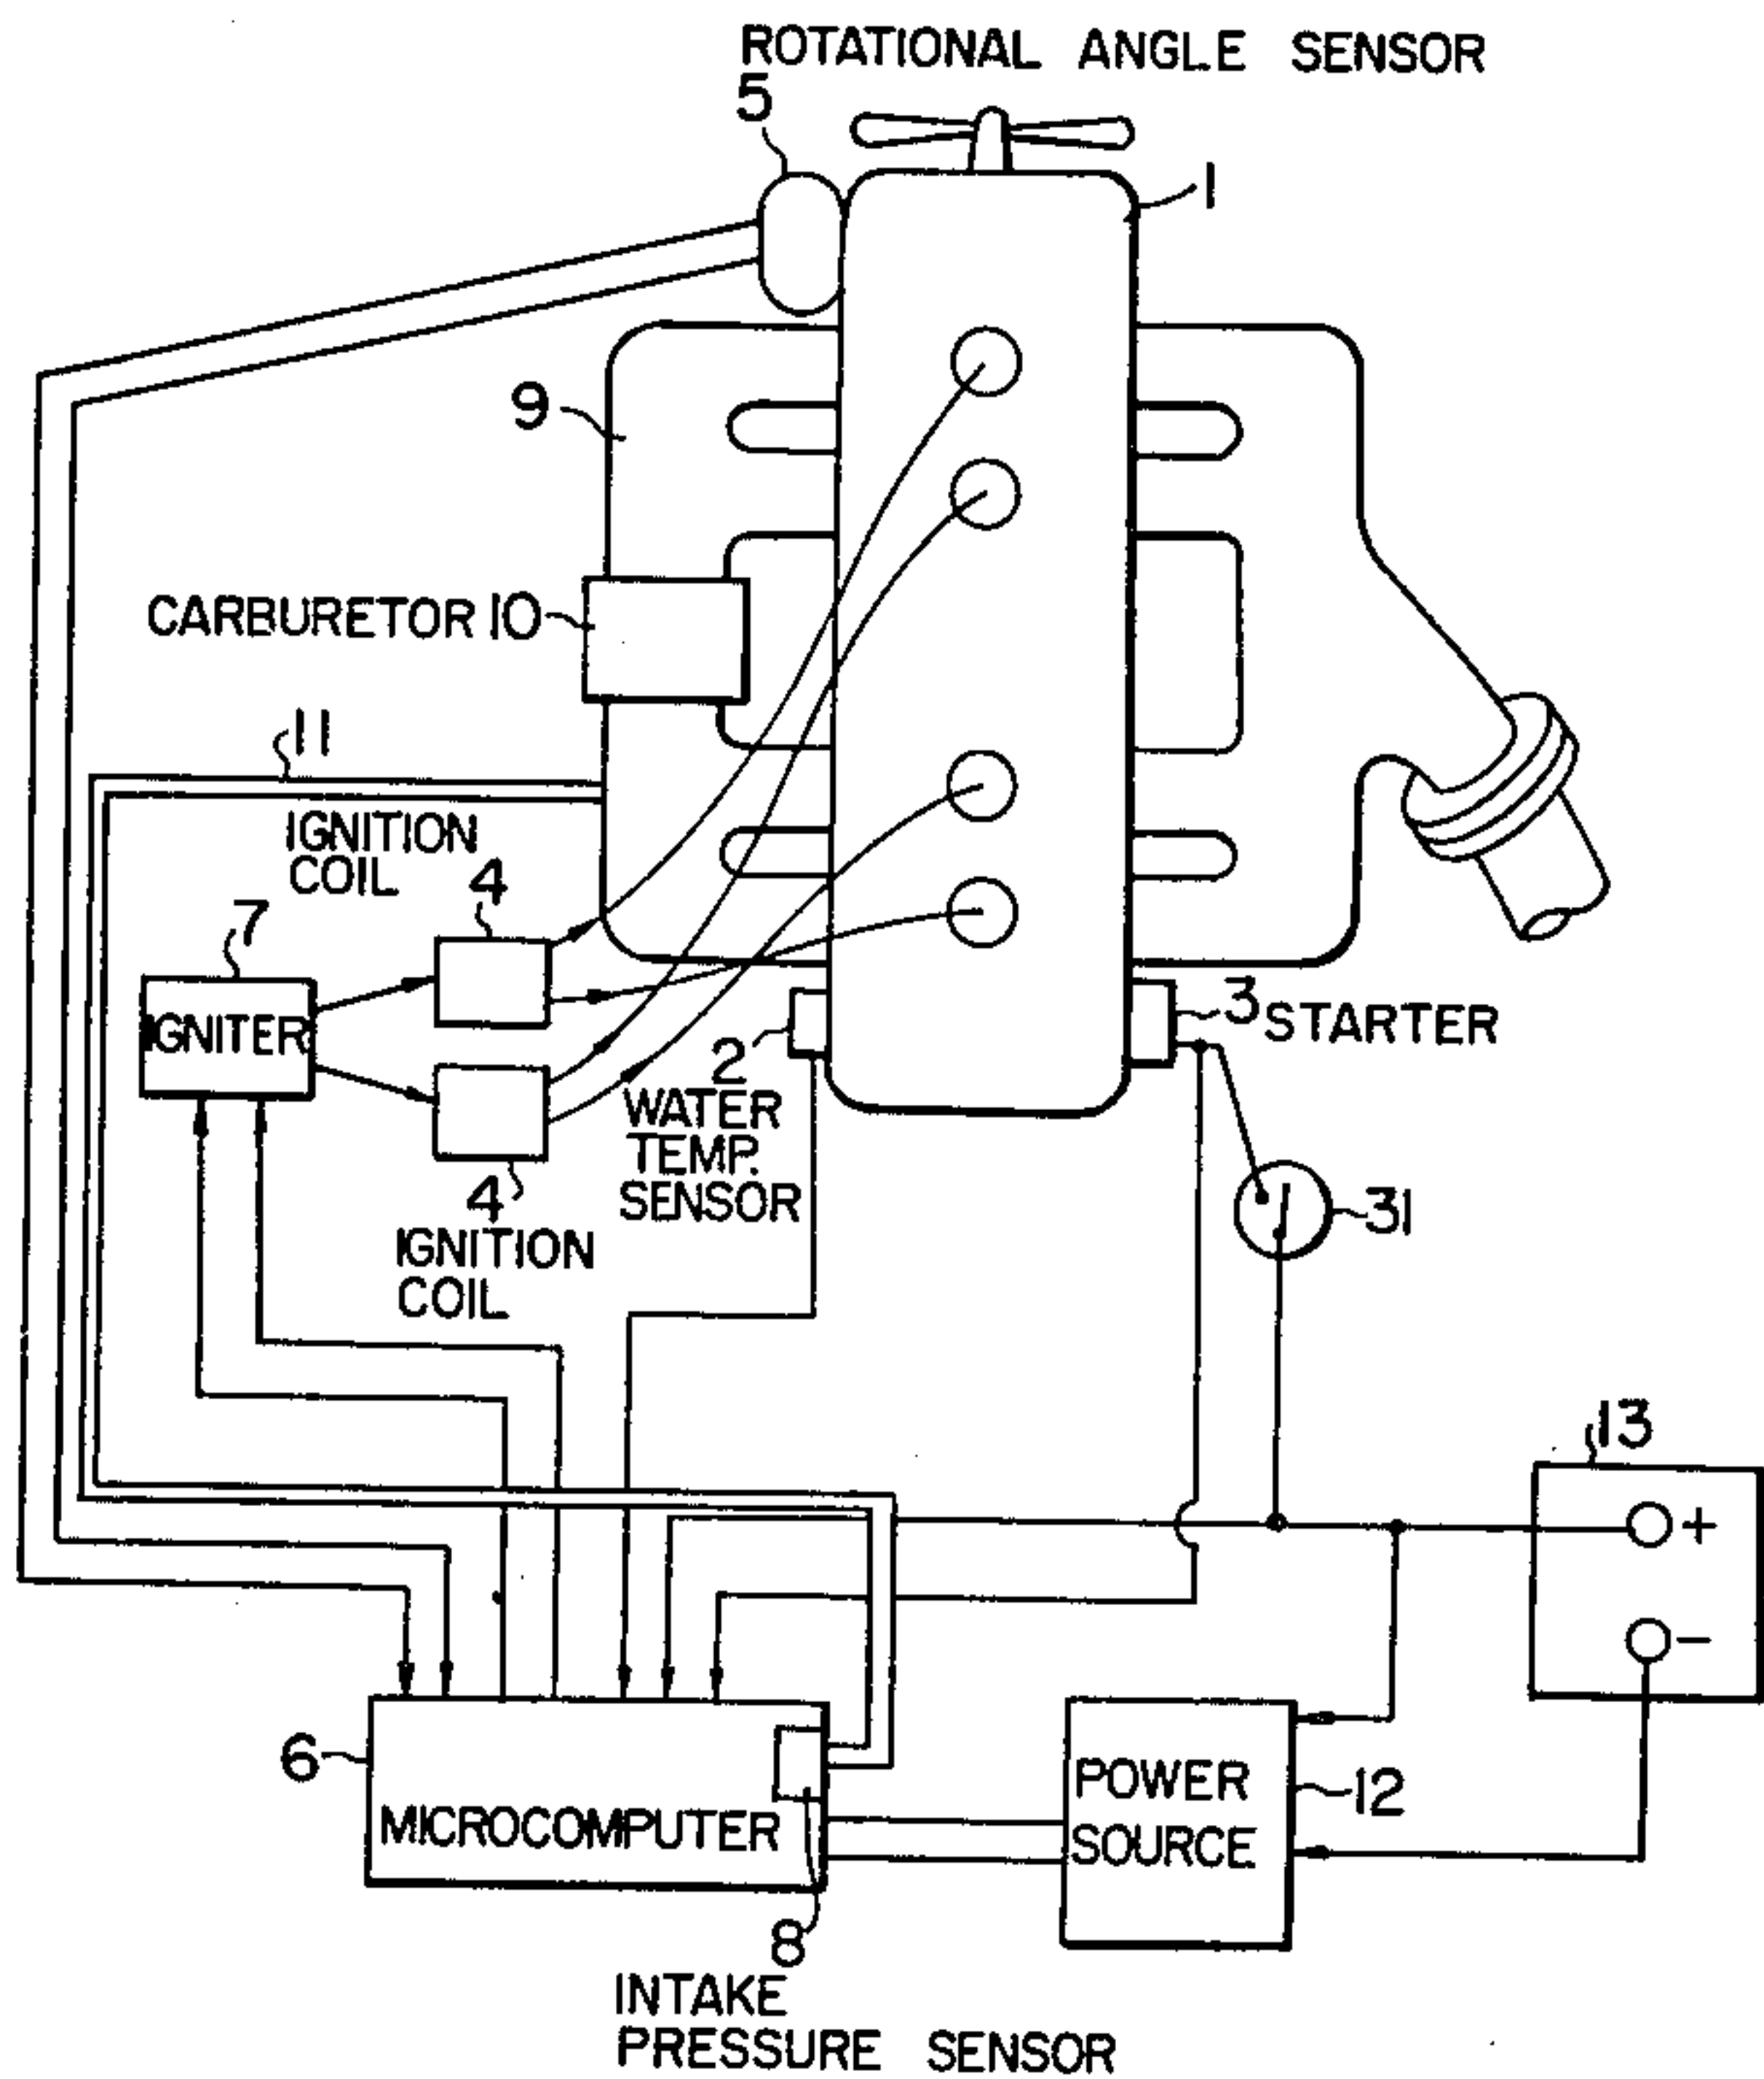 ROTATIONAL ANGLE SENSOR
5
1
9
CARBURETOR 10
11
IGNITION
COIL
4
7
IGNITER
3 STARTER
2
WATER
TEMP.
SENSOR
4
IGNITION
COIL
31
13
+
−
6
MICROCOMPUTER
POWER
SOURCE
12
8
INTAKE
PRESSURE SENSOR